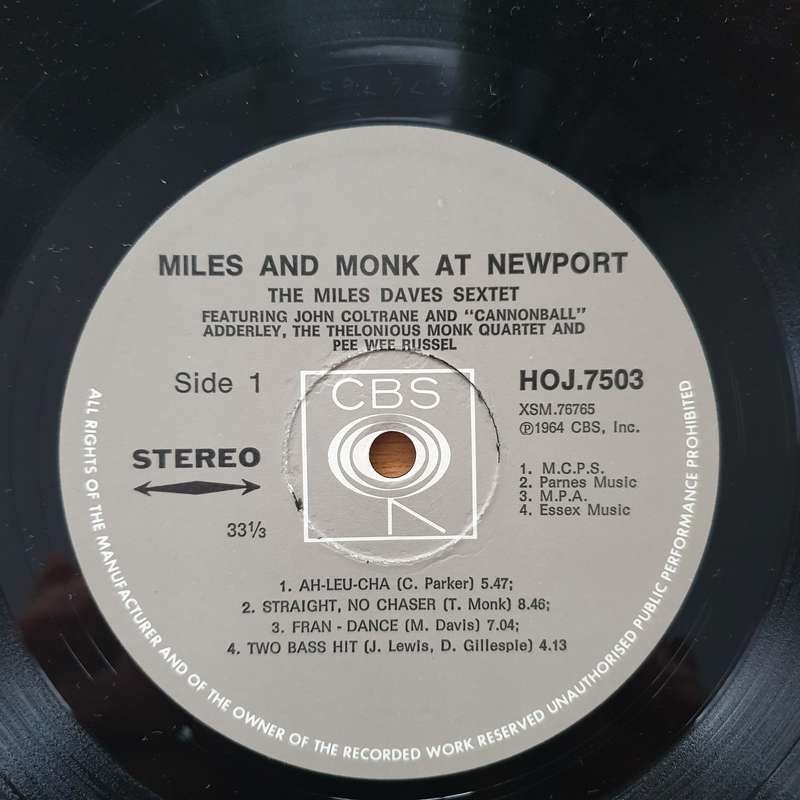 MILES AND MONK AT NEWPORT
THE MILES DAVES SEXTET
FEATURING JOHN COLTRANE AND "CANNONBALL"
ADDERLEY, THE THELONIOUS MONK QUARTET AND
PEE WEE RUSSEL
Side 1
CBS
HOJ.7503
XSM.76765
℗1964 CBS, Inc.
STEREO
33⅓
1. M.C.P.S.
2. Parnes Music
3. M.P.A.
4. Essex Music
1. AH-LEU-CHA (C. Parker) 5.47;
2. STRAIGHT, NO CHASER (T. Monk) 8.46;
3. FRAN - DANCE (M. Davis) 7.04;
4. TWO BASS HIT (J. Lewis, D. Gillespie) 4.13
ALL RIGHTS OF THE MANUFACTURER AND OF THE OWNER OF THE RECORDED WORK RESERVED UNAUTHORISED PUBLIC PERFORMANCE PROHIBITED